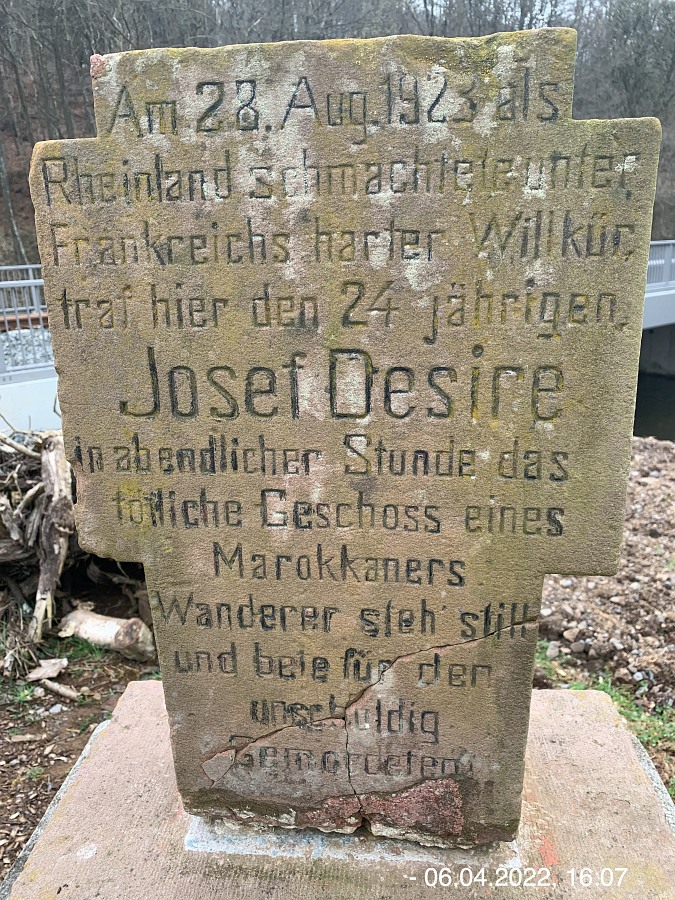 Am 28. Aug. 1923 als
Rheinland schmachtete unter
Frankreichs harter Willkür,
traf hier den 24 jährigen,
Josef Desire
in abendlicher Stunde das
tötliche Geschoss eines
Marokkaners
Wanderer steh' still
und bete für den
unschuldig
Gemordeten!
- 06.04.2022, 16:07